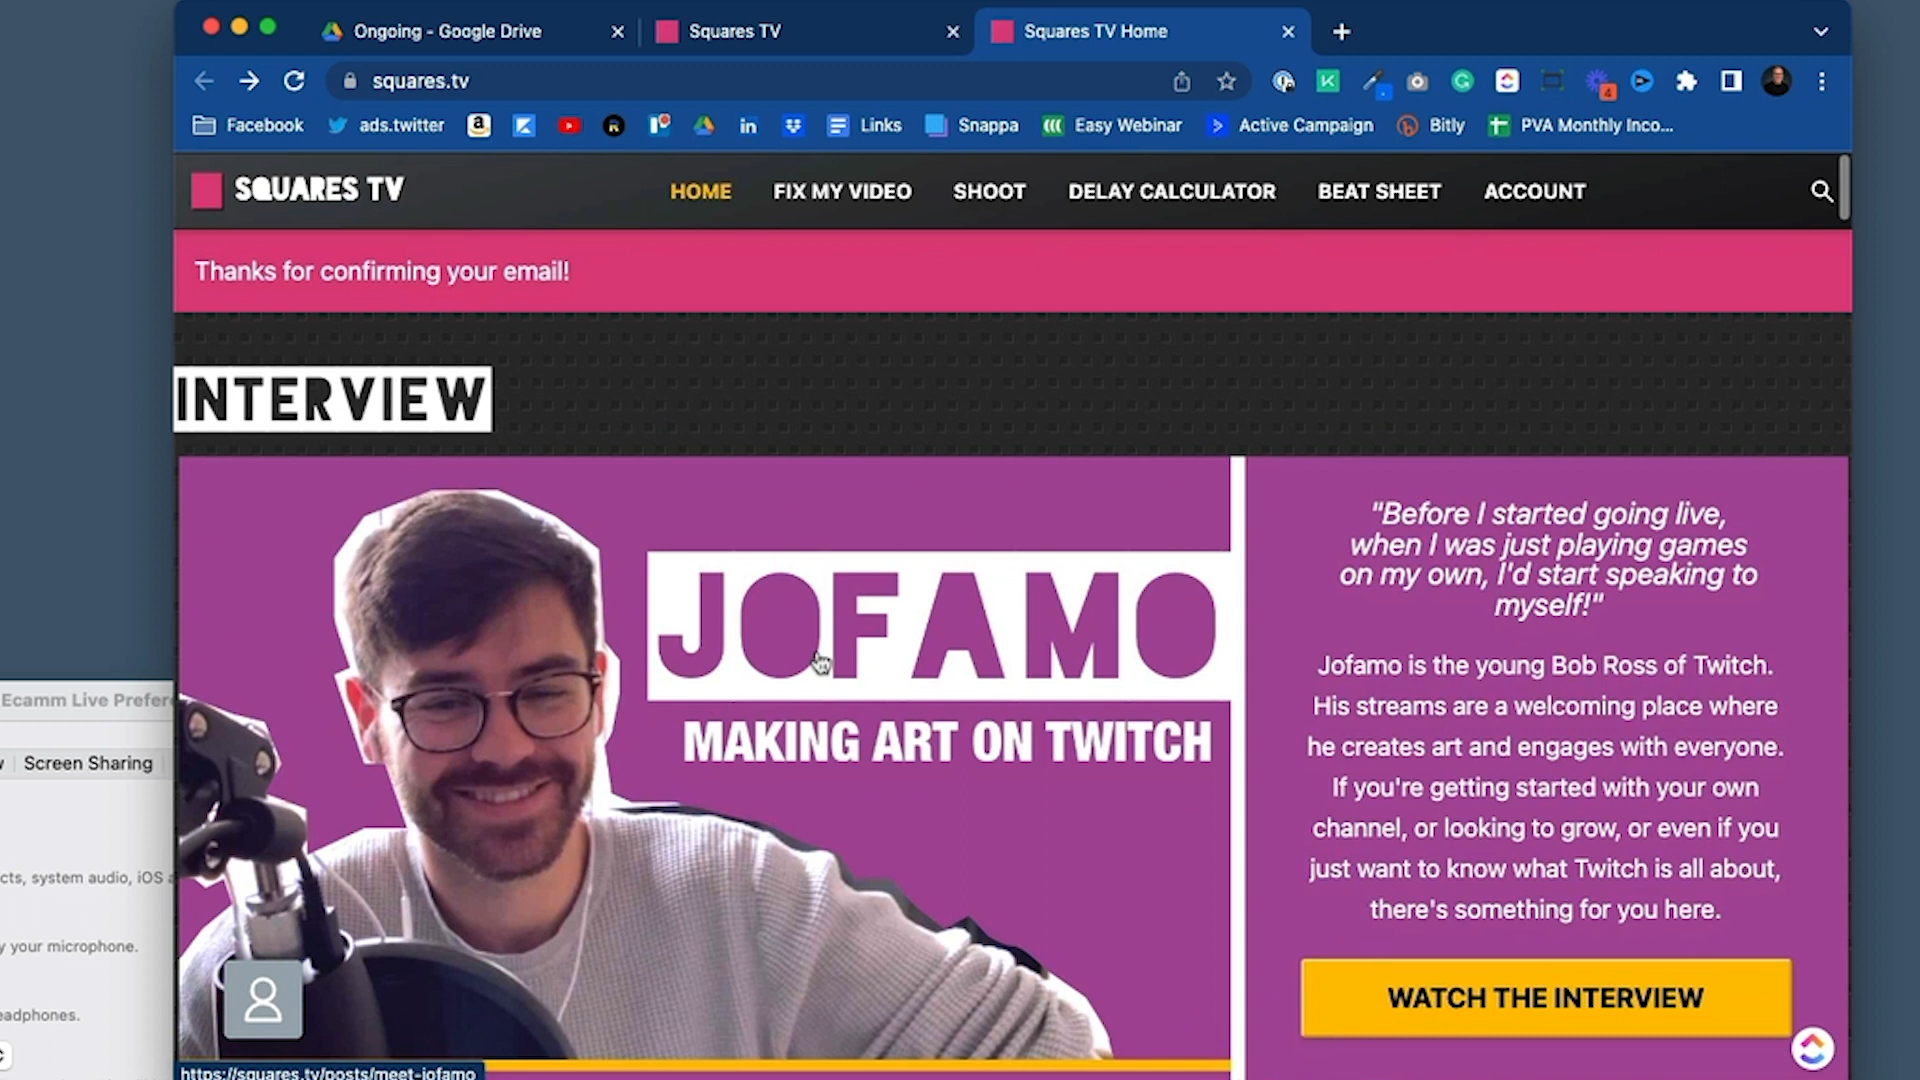 Ongoing - Google Drive
Squares TV
Squares TV Home
squares.tv
4
Facebook
ads.twitter
Links
Snappa
Easy Webinar
Active Campaign
Bitly
PVA Monthly Inco...
SQUARES TV
HOME
FIX MY VIDEO
SHOOT
DELAY CALCULATOR
BEAT SHEET
ACCOUNT
Thanks for confirming your email!
INTERVIEW
JOFAMO
MAKING ART ON TWITCH
"Before I started going live,
when I was just playing games
on my own, I'd start speaking to
myself!"
Jofamo is the young Bob Ross of Twitch.
His streams are a welcoming place where
he creates art and engages with everyone.
If you're getting started with your own
channel, or looking to grow, or even if you
just want to know what Twitch is all about,
there's something for you here.
WATCH THE INTERVIEW
Ecamm Live Prefer
Screen Sharing
cts, system audio, iOS a
y your microphone.
eadphones.
https://squares.tv/posts/meet-jofamo